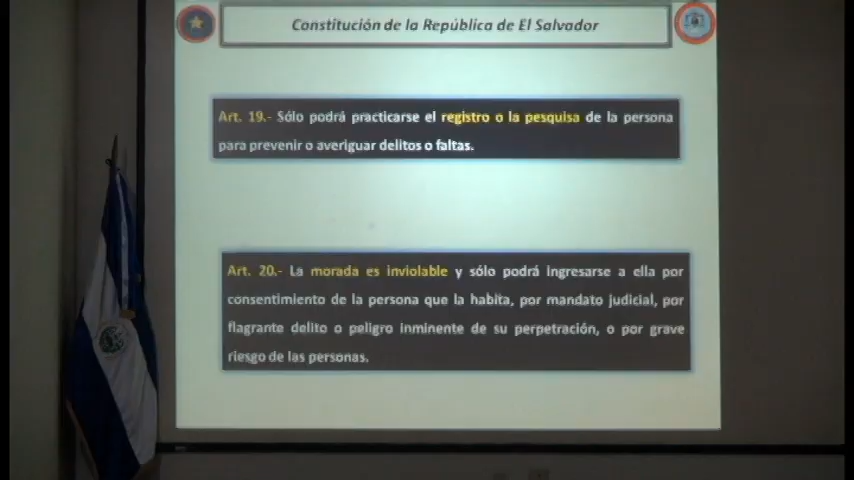 Constitución de la República de El Salvador
Art. 19.- Sólo podrá practicarse el registro o la pesquisa de la persona
para prevenir o averiguar delitos o faltas.
Art. 20.- La morada es inviolable y sólo podrá ingresarse a ella por
consentimiento de la persona que la habita, por mandato judicial, por
flagrante delito o peligro inminente de su perpetración, o por grave
riesgo de las personas.